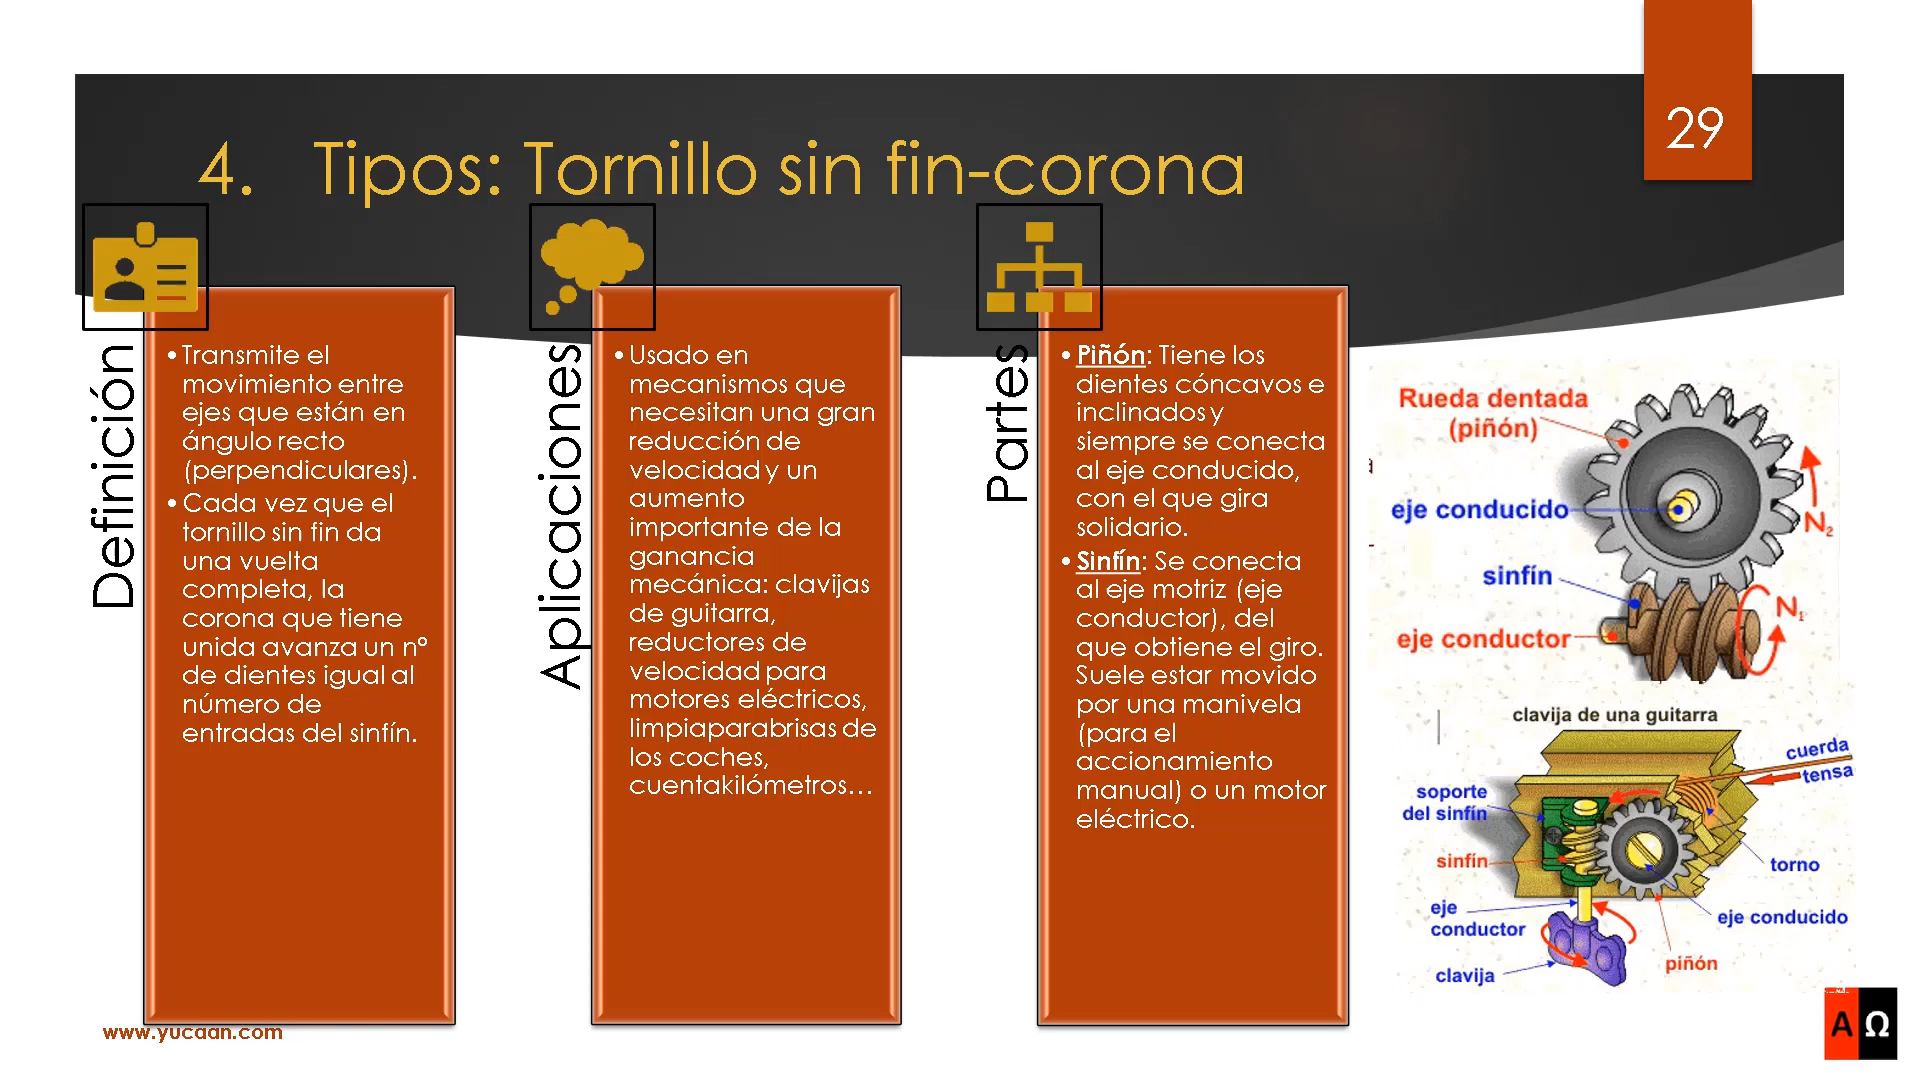 29
4. Tipos: Tornillo sin fin-corona
Definición
•Transmite el
movimiento entre
ejes que están en
ángulo recto
(perpendiculares).
•Cada vez que el
tornillo sin fin da
una vuelta
completa, la
corona que tiene
unida avanza un nº
de dientes igual al
número de
entradas del sinfín.
Aplicaciones
•Usado en
mecanismos que
necesitan una gran
reducción de
velocidad y un
aumento
importante de la
ganancia
mecánica: clavijas
de guitarra,
reductores de
velocidad para
motores eléctricos,
limpiaparabrisas de
los coches,
cuentakilómetros…
Partes
•Piñón: Tiene los
dientes cóncavos e
inclinados y
siempre se conecta
al eje conducido,
con el que gira
solidario.
•Sinfín: Se conecta
al eje motriz (eje
conductor), del
que obtiene el giro.
Suele estar movido
por una manivela
(para el
accionamiento
manual) o un motor
eléctrico.
Rueda dentada
(piñón)
eje conducido
N2
sinfín
N1
eje conductor
clavija de una guitarra
cuerda
tensa
soporte
del sinfín
sinfín
torno
eje
conductor
eje conducido
piñón
clavija
www.yucaan.com
A Ω